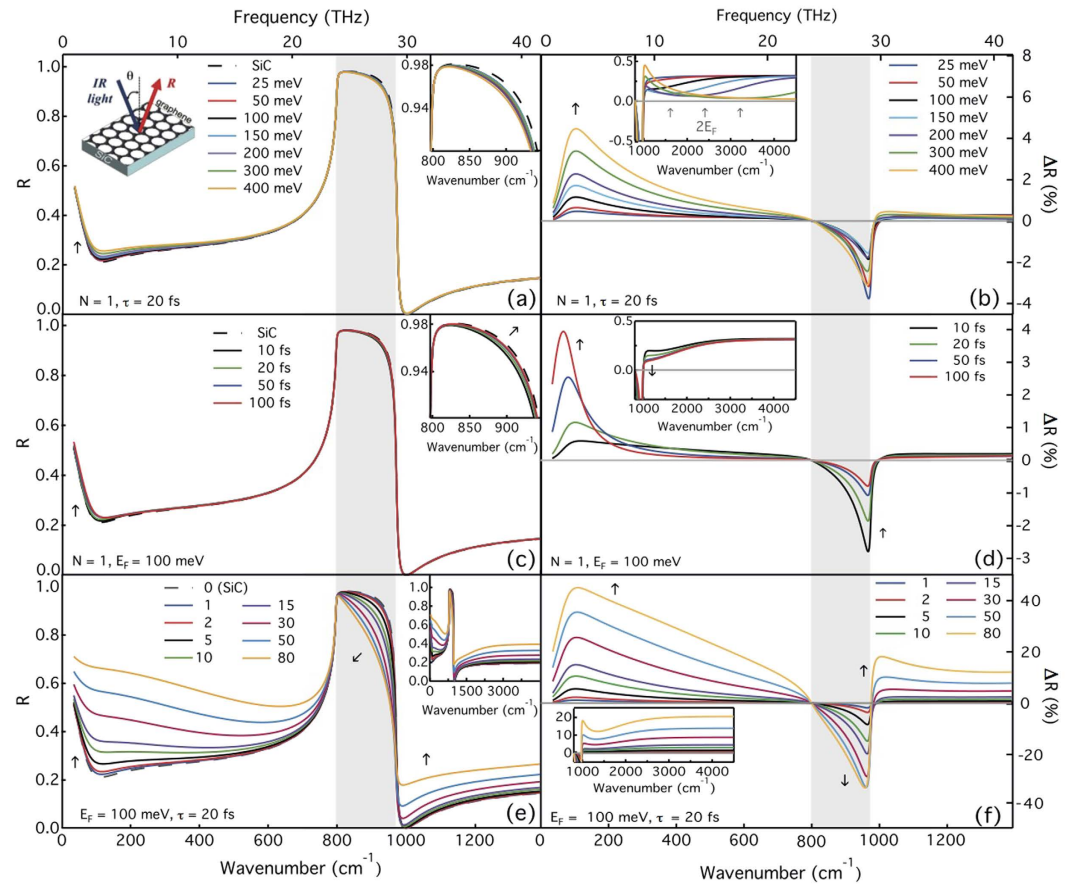 Frequency (THz)
Frequency (THz)
0 10 20 30 40
0 10 20 30 40
1.0
0.8
0.6
0.4
0.2
0.0
R
IR
light
θ
R
graphene
SiC
SiC
25 meV
50 meV
100 meV
150 meV
200 meV
300 meV
400 meV
0.98
0.94
800 850 900
Wavenumber (cm-1)
N = 1, τ = 20 fs
(a)
0.5
0.0
-0.5
2EF
1000 2000 3000 4000
Wavenumber (cm-1)
25 meV
50 meV
100 meV
150 meV
200 meV
300 meV
400 meV
8
6
4
2
0
-2
-4
ΔR (%)
N = 1, τ = 20 fs
(b)
1.0
0.8
0.6
0.4
0.2
0.0
R
SiC
10 fs
20 fs
50 fs
100 fs
0.98
0.94
800 850 900
Wavenumber (cm-1)
N = 1, EF = 100 meV
(c)
0.5
0.0
1000 2000 3000 4000
Wavenumber (cm-1)
10 fs
20 fs
50 fs
100 fs
4
3
2
1
0
-1
-2
-3
ΔR (%)
N = 1, EF = 100 meV
(d)
1.0
0.8
0.6
0.4
0.2
0.0
R
0 (SiC)
1 15
2 30
5 50
10 80
1.0
0.8
0.6
0.4
0.2
0.0
0 1500 3000
Wavenumber (cm-1)
EF = 100 meV, τ = 20 fs
(e)
1 15
2 30
5 50
10 80
20
10
0
1000 2000 3000 4000
Wavenumber (cm-1)
40
20
0
-20
-40
ΔR (%)
EF = 100 meV, τ = 20 fs
(f)
0 200 400 600 800 1000 1200
0 200 400 600 800 1000 1200
Wavenumber (cm-1)
Wavenumber (cm-1)